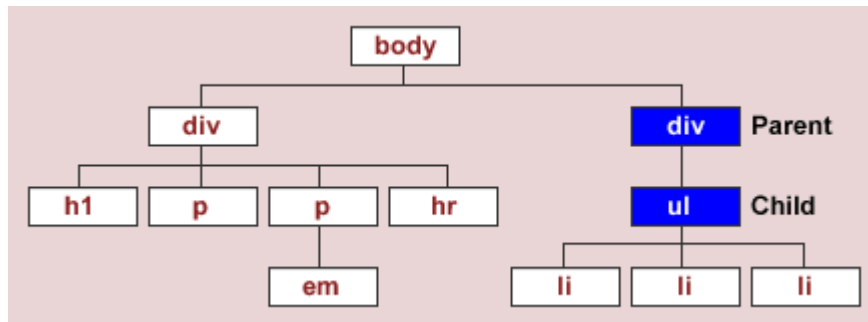 body
div div Parent
h1 p p hr ul Child
em li li li